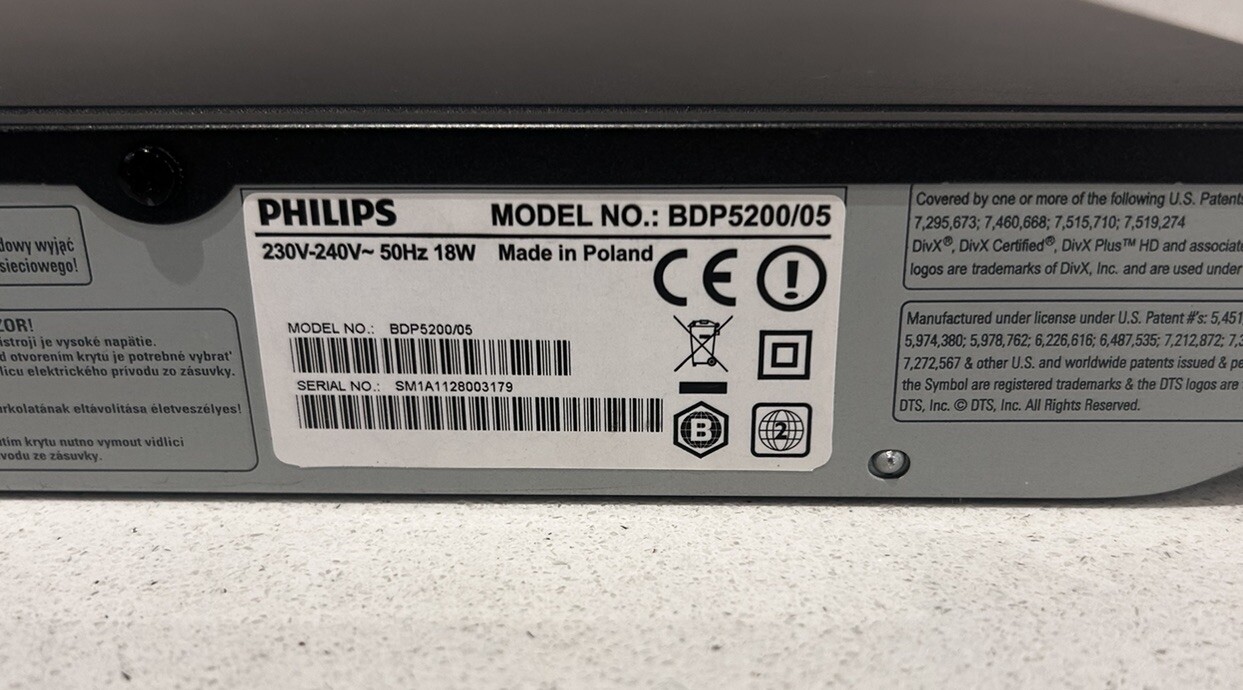 dowy wyjąć
sieciowego!
ZOR!
ístroji je vysoké napätie.
d otvorením krytu je potrebné vybrat'
licu elektrického prívodu zo zásuvky.
urkolatának eltávolítása életveszélyes!
utím krytu nutno vymout vidlici
vodu ze zásuvky.
PHILIPS MODEL NO.: BDP5200/05
230V-240V~ 50Hz 18W Made in Poland
CE
MODEL NO.: BDP5200/05
SERIAL NO.: SM1A1128003179
B
2
Covered by one or more of the following U.S. Patents
7,295,673; 7,460,668; 7,515,710; 7,519,274
DivX®, DivX Certified®, DivX Plus™ HD and associate
logos are trademarks of DivX, Inc. and are used under
Manufactured under license under U.S. Patent #'s: 5,451,
5,974,380; 5,978,762; 6,226,616; 6,487,535; 7,212,872; 7,3
7,272,567 & other U.S. and worldwide patents issued & pe
the Symbol are registered trademarks & the DTS logos are
DTS, Inc. © DTS, Inc. All Rights Reserved.